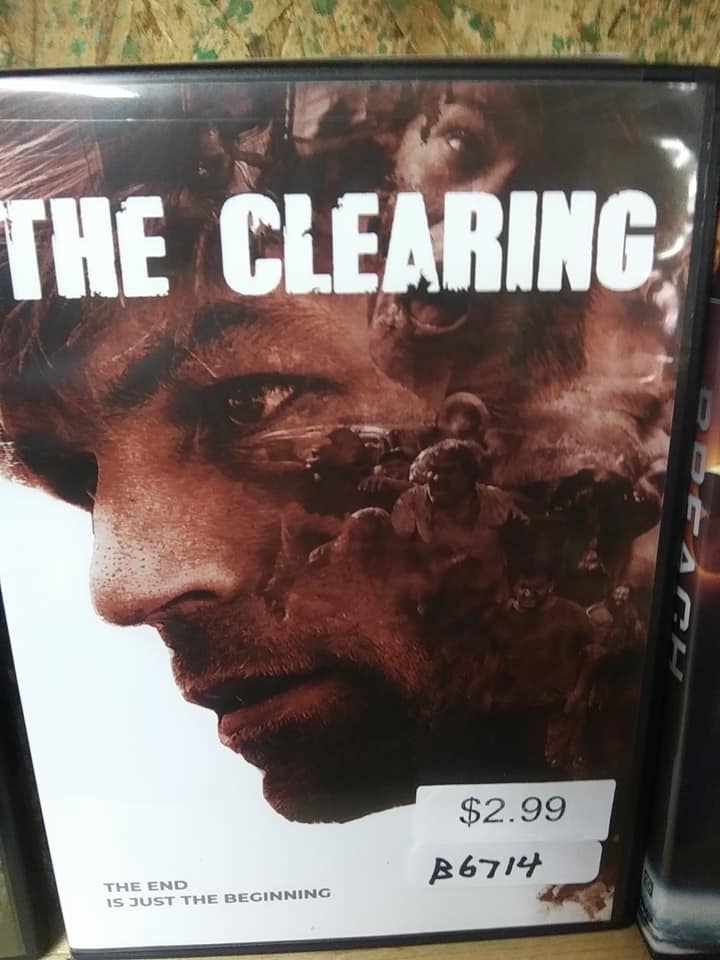 THE CLEARING
$2.99
B6714
THE END
IS JUST THE BEGINNING
BREACH